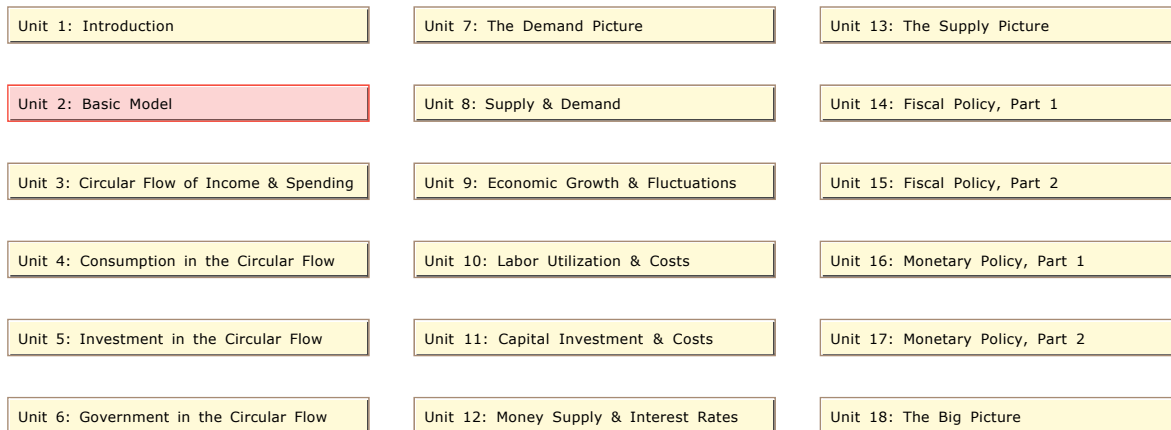 Unit 1: Introduction
Unit 2: Basic Model
Unit 3: Circular Flow of Income & Spending
Unit 4: Consumption in the Circular Flow
Unit 5: Investment in the Circular Flow
Unit 6: Government in the Circular Flow
Unit 7: The Demand Picture
Unit 8: Supply & Demand
Unit 9: Economic Growth & Fluctuations
Unit 10: Labor Utilization & Costs
Unit 11: Capital Investment & Costs
Unit 12: Money Supply & Interest Rates
Unit 13: The Supply Picture
Unit 14: Fiscal Policy, Part 1
Unit 15: Fiscal Policy, Part 2
Unit 16: Monetary Policy, Part 1
Unit 17: Monetary Policy, Part 2
Unit 18: The Big Picture